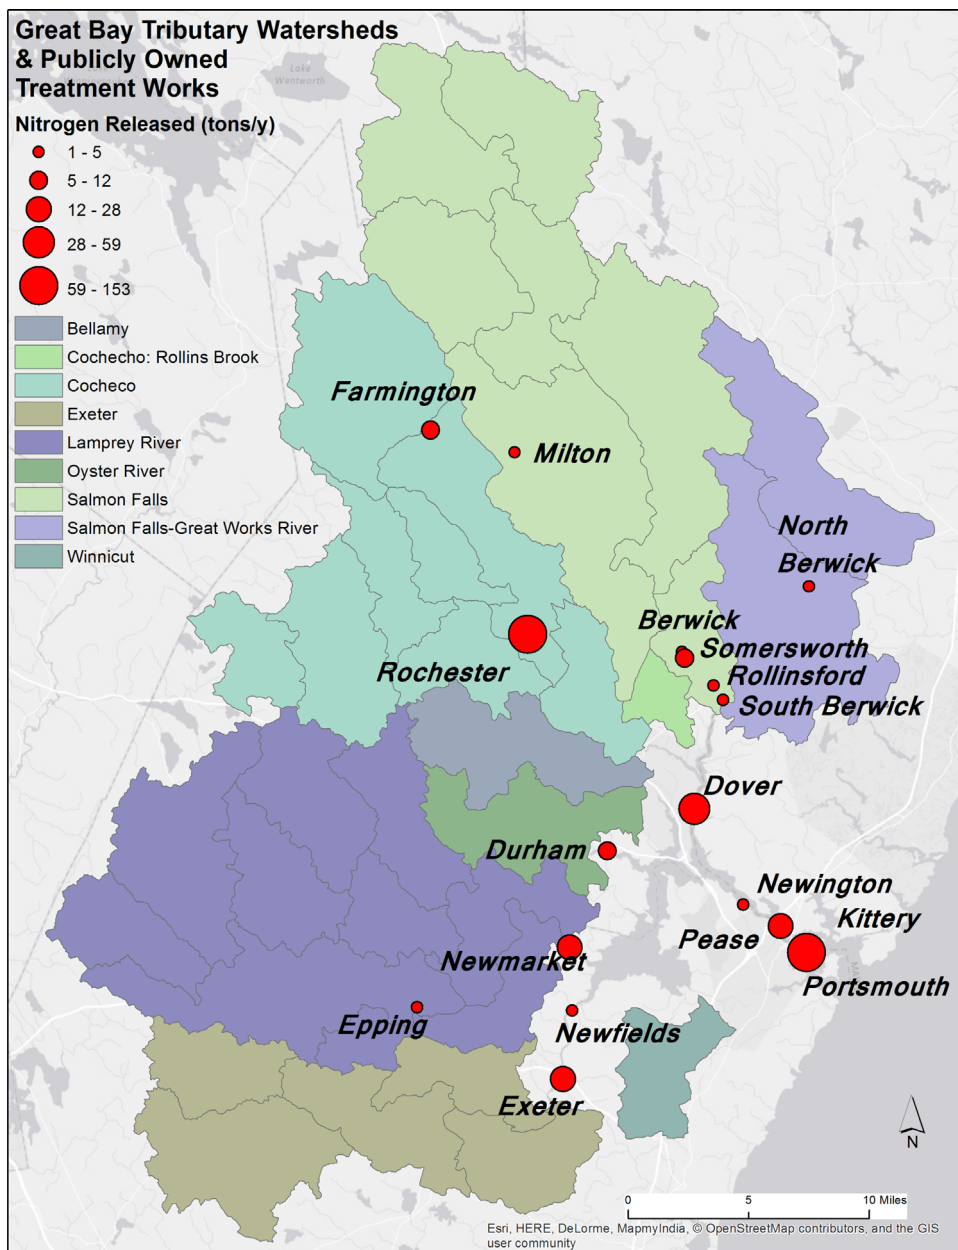 Great Bay Tributary Watersheds
& Publicly Owned
Treatment Works
Nitrogen Released (tons/y)
1 - 5
5 - 12
12 - 28
28 - 59
59 - 153
Bellamy
Cochecho: Rollins Brook
Cocheco
Exeter
Lamprey River
Oyster River
Salmon Falls
Salmon Falls-Great Works River
Winnicut
Lake
Wentworth
Farmington
Milton
North
Berwick
Berwick
Somersworth
Rochester
Rollinsford
South Berwick
Dover
Durham
Newington
Kittery
Pease
Newmarket
Portsmouth
Epping
Newfields
Exeter
N
0 5 10 Miles
Esri, HERE, DeLorme, MapmyIndia, © OpenStreetMap contributors, and the GIS
user community